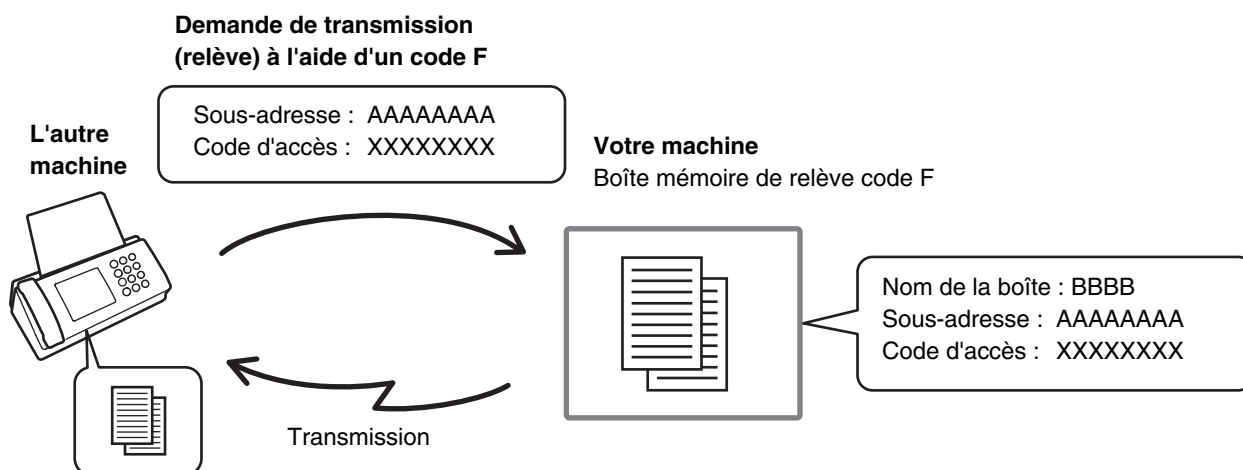 Demande de transmission
(relève) à l'aide d'un code F
Sous-adresse : AAAAAAAA
Code d'accès : XXXXXXXX
L'autre
machine
Votre machine
Boîte mémoire de relève code F
Nom de la boîte : BBBB
Sous-adresse : AAAAAAAA
Code d'accès : XXXXXXXX
Transmission